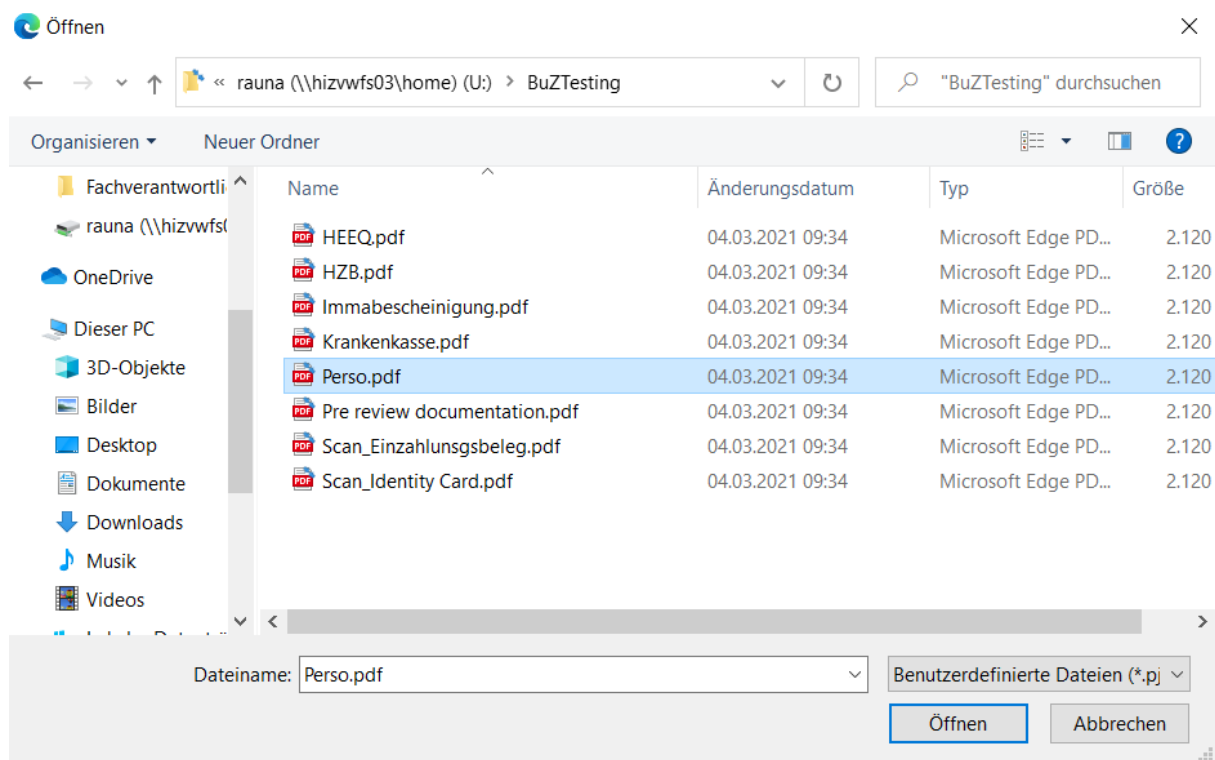 Öffnen
« rauna (\\hizvwfs03\home) (U:) > BuZTesting "BuZTesting" durchsuchen
Organisieren Neuer Ordner ?
Fachverantwortli
rauna (\\hizvwfs(
OneDrive
Dieser PC
3D-Objekte
Bilder
Desktop
Dokumente
Downloads
Musik
Videos
Name Änderungsdatum Typ Größe
HEEQ.pdf 04.03.2021 09:34 Microsoft Edge PD... 2.120
HZB.pdf 04.03.2021 09:34 Microsoft Edge PD... 2.120
Immabescheinigung.pdf 04.03.2021 09:34 Microsoft Edge PD... 2.120
Krankenkasse.pdf 04.03.2021 09:34 Microsoft Edge PD... 2.120
Perso.pdf 04.03.2021 09:34 Microsoft Edge PD... 2.120
Pre review documentation.pdf 04.03.2021 09:34 Microsoft Edge PD... 2.120
Scan_Einzahlunsgsbeleg.pdf 04.03.2021 09:34 Microsoft Edge PD... 2.120
Scan_Identity Card.pdf 04.03.2021 09:34 Microsoft Edge PD... 2.120
Dateiname: Perso.pdf Benutzerdefinierte Dateien (*.pj
Öffnen Abbrechen